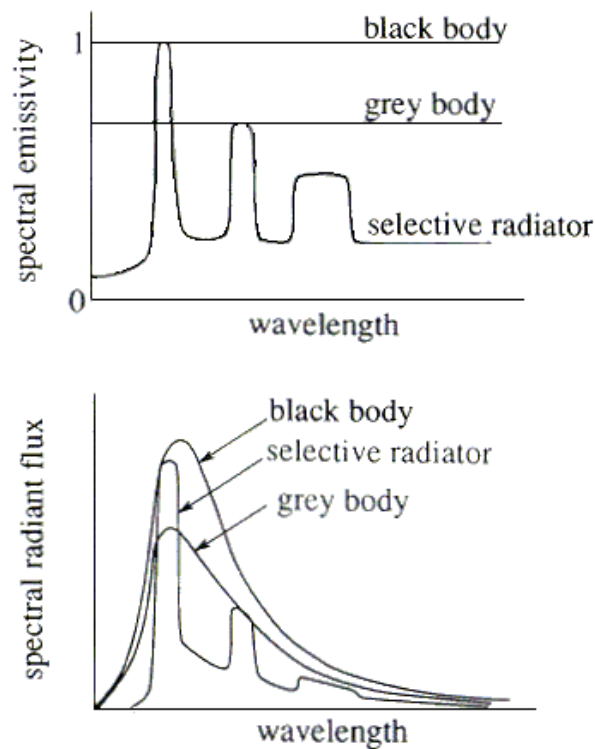 black body
1
grey body
spectral emissivity
selective radiator
0
wavelength
black body
selective radiator
grey body
spectral radiant flux
wavelength